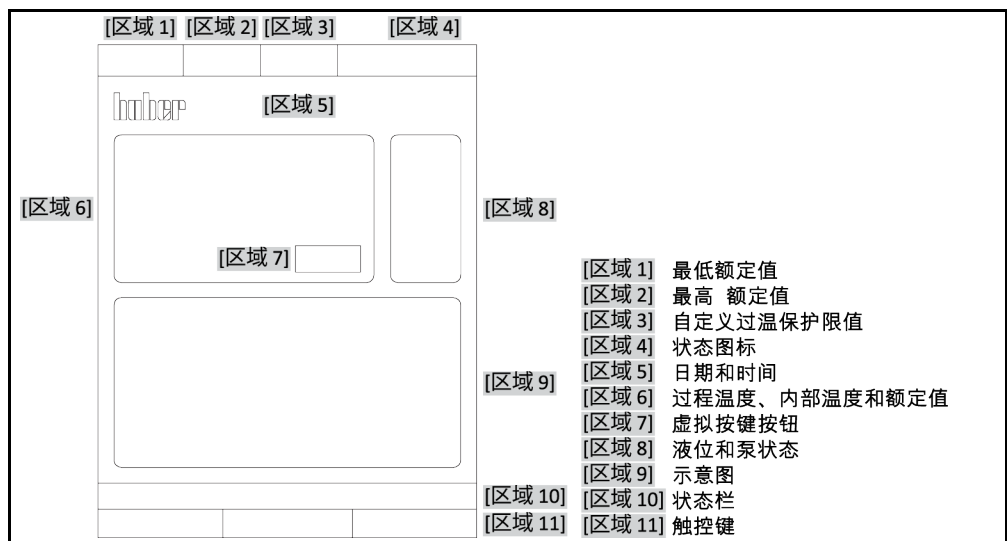 [区域 1] [区域 2] [区域 3] [区域 4]
huber [区域 5]
[区域 6]
[区域 8]
[区域 7]
[区域 9]
[区域 10]
[区域 11]
[区域 1] 最低额定值
[区域 2] 最高 额定值
[区域 3] 自定义过温保护限值
[区域 4] 状态图标
[区域 5] 日期和时间
[区域 6] 过程温度、内部温度和额定值
[区域 7] 虚拟按键按钮
[区域 8] 液位和泵状态
[区域 9] 示意图
[区域 10] 状态栏
[区域 11] 触控键